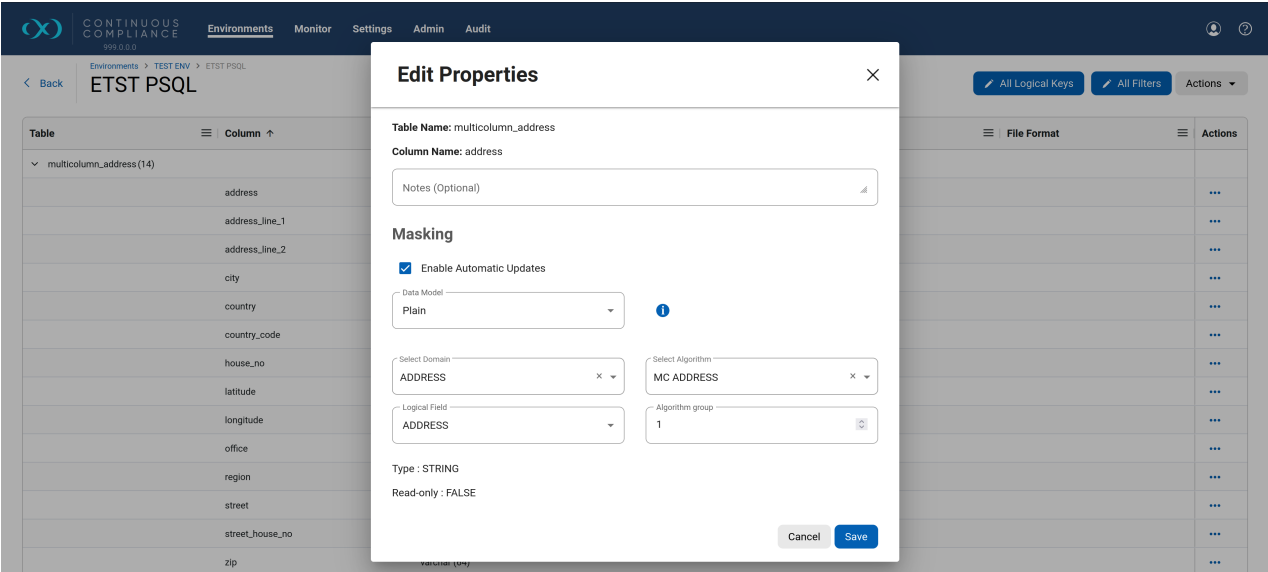 CONTINUOUS
COMPLIANCE
999.0.0.0
Environments Monitor Settings Admin Audit
Environments > TEST ENV > ETST PSQL
Back
ETST PSQL
All Logical Keys
All Filters
Actions
Table Column File Format Actions
multicolumn_address (14)
address
address_line_1
address_line_2
city
country
country_code
house_no
latitude
longitude
office
region
street
street_house_no
zip varchar (64)
Edit Properties
Table Name: multicolumn_address
Column Name: address
Notes (Optional)
Masking
Enable Automatic Updates
Data Model
Plain
Select Domain
ADDRESS
Select Algorithm
MC ADDRESS
Logical Field
ADDRESS
Algorithm group
1
Type : STRING
Read-only : FALSE
Cancel Save